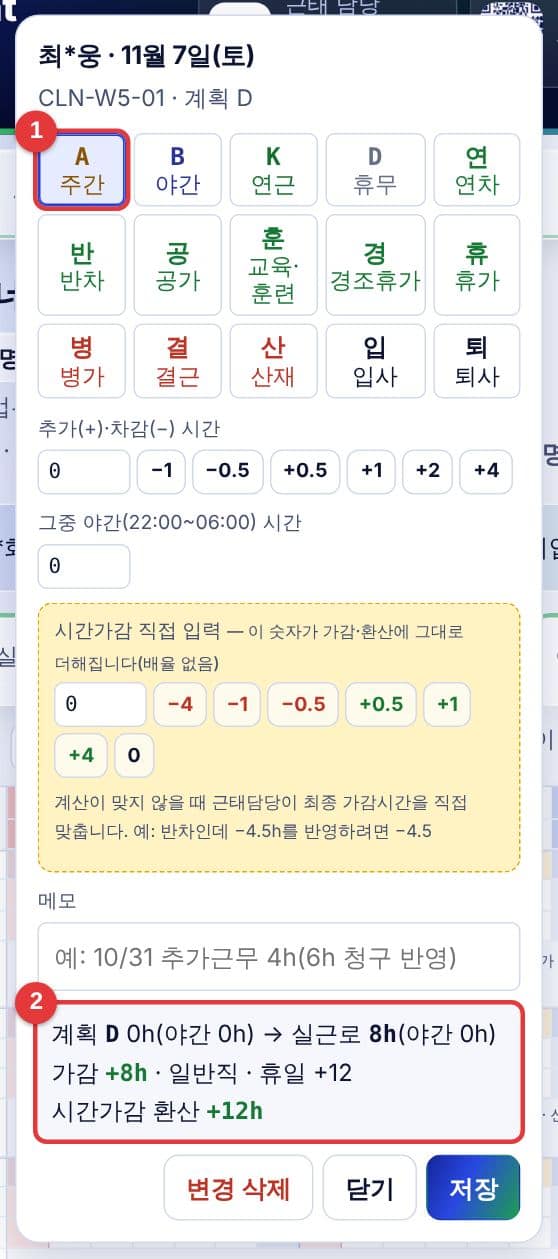 근태 담당
최*웅 · 11월 7일(토)
CLN-W5-01 · 계획 D
1
A B K D 연
주간 야간 연근 휴무 연차
반 공 훈 경 휴
반차 공가 교육· 경조휴가 휴가
훈련
병 결 산 입 퇴
병가 결근 산재 입사 퇴사
추가(+)·차감(−) 시간
0 −1 −0.5 +0.5 +1 +2 +4
그중 야간(22:00~06:00) 시간
0
시간가감 직접 입력 — 이 숫자가 가감·환산에 그대로
더해집니다(배율 없음)
0 −4 −1 −0.5 +0.5 +1
+4 0
계산이 맞지 않을 때 근태담당이 최종 가감시간을 직접
맞춥니다. 예: 반차인데 −4.5h를 반영하려면 −4.5
메모
예: 10/31 추가근무 4h(6h 청구 반영)
2
계획 D 0h(야간 0h) → 실근로 8h(야간 0h)
가감 +8h · 일반직 · 휴일 +12
시간가감 환산 +12h
변경 삭제 닫기 저장